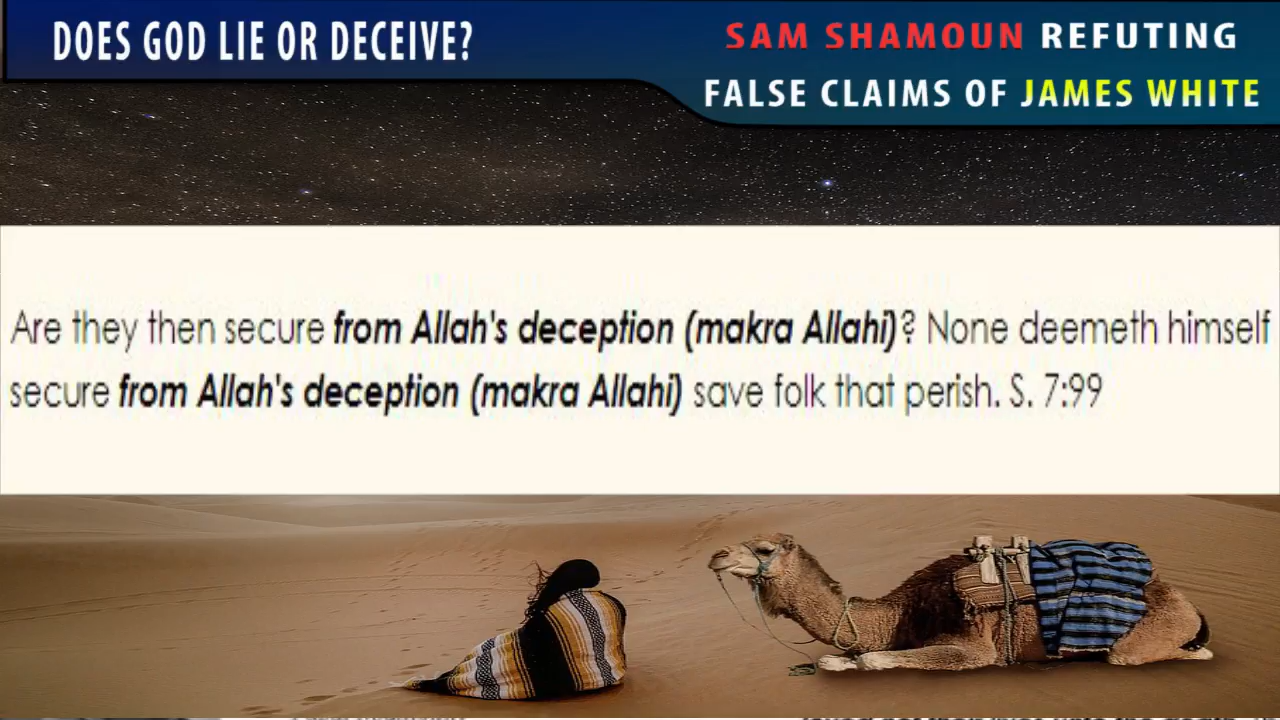 DOES GOD LIE OR DECEIVE?
SAM SHAMOUN REFUTING
FALSE CLAIMS OF JAMES WHITE
Are they then secure from Allah's deception (makra Allahi)? None deemeth himself
secure from Allah's deception (makra Allahi) save folk that perish. S. 7:99